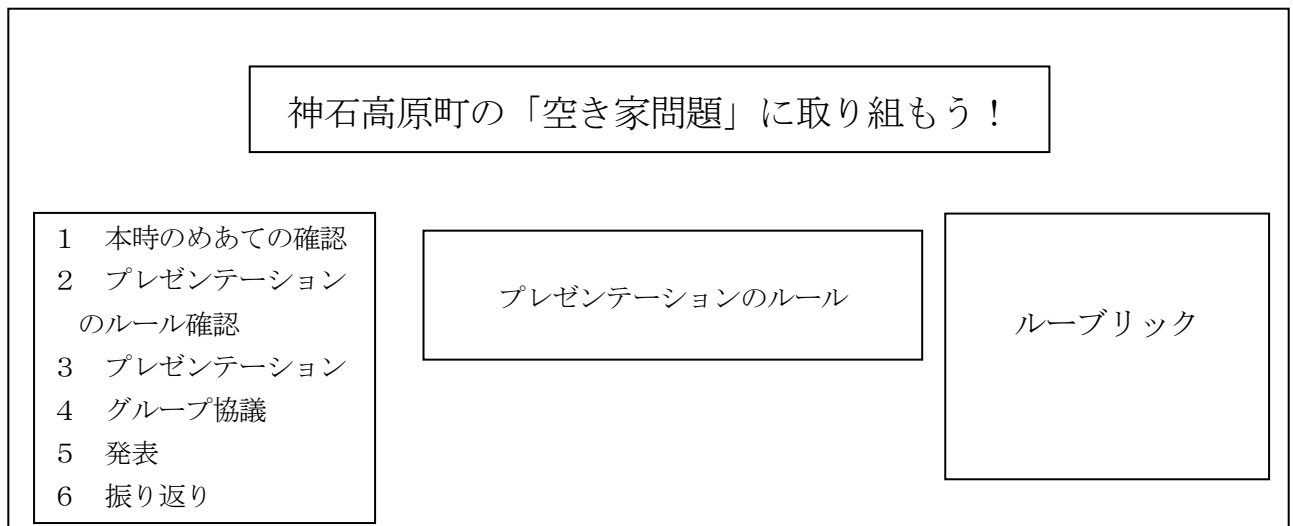 神石高原町の「空き家問題」に取り組もう！
１　本時のめあての確認
２　プレゼンテーション
のルール確認
３　プレゼンテーション
４　グループ協議
５　発表
６　振り返り
プレゼンテーションのルール
ルーブリック